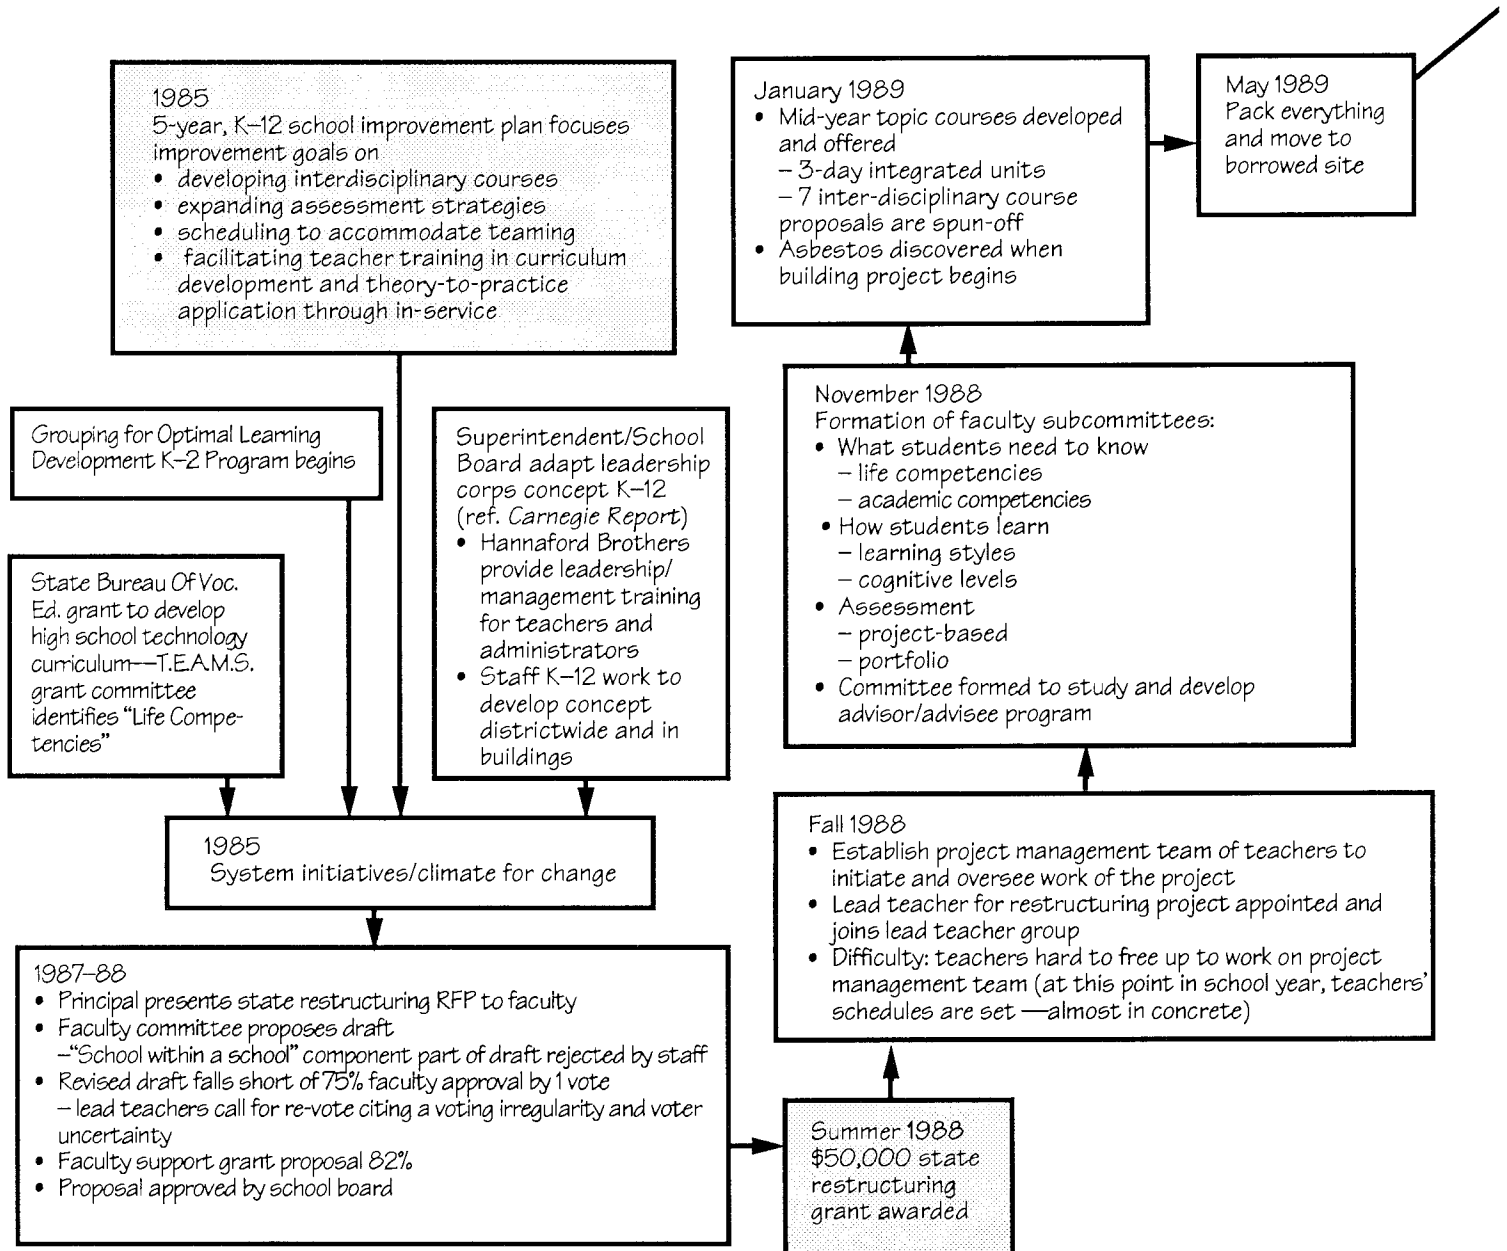 1985
5-year, K–12 school improvement plan focuses
improvement goals on
• developing interdisciplinary courses
• expanding assessment strategies
• scheduling to accommodate teaming
• facilitating teacher training in curriculum
development and theory-to-practice
application through in-service
Grouping for Optimal Learning
Development K–2 Program begins
Superintendent/School
Board adapt leadership
corps concept K–12
(ref. Carnegie Report)
• Hannaford Brothers
provide leadership/
management training
for teachers and
administrators
• Staff K–12 work to
develop concept
districtwide and in
buildings
State Bureau Of Voc.
Ed. grant to develop
high school technology
curriculum—T.E.A.M.S.
grant committee
identifies “Life Compe-
tencies”
1985
System initiatives/climate for change
1987–88
• Principal presents state restructuring RFP to faculty
• Faculty committee proposes draft
–“School within a school” component part of draft rejected by staff
• Revised draft falls short of 75% faculty approval by 1 vote
– lead teachers call for re-vote citing a voting irregularity and voter
uncertainty
• Faculty support grant proposal 82%
• Proposal approved by school board
Summer 1988
$50,000 state
restructuring
grant awarded
Fall 1988
• Establish project management team of teachers to
initiate and oversee work of the project
• Lead teacher for restructuring project appointed and
joins lead teacher group
• Difficulty: teachers hard to free up to work on project
management team (at this point in school year, teachers’
schedules are set —almost in concrete)
November 1988
Formation of faculty subcommittees:
• What students need to know
– life competencies
– academic competencies
• How students learn
– learning styles
– cognitive levels
• Assessment
– project-based
– portfolio
• Committee formed to study and develop
advisor/advisee program
January 1989
• Mid-year topic courses developed
and offered
– 3-day integrated units
– 7 inter-disciplinary course
proposals are spun-off
• Asbestos discovered when
building project begins
May 1989
Pack everything
and move to
borrowed site